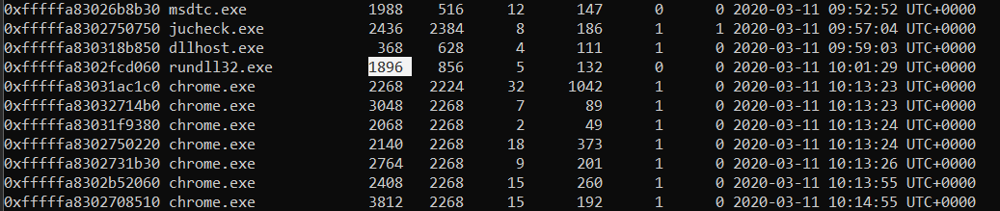 0xfffffa83026b8b30 msdtc.exe 1988 516 12 147 0 0 2020-03-11 09:52:52 UTC+0000
0xfffffa8302750750 jucheck.exe 2436 2384 8 186 1 1 2020-03-11 09:57:04 UTC+0000
0xfffffa830318b850 dllhost.exe 368 628 4 111 1 0 2020-03-11 09:59:03 UTC+0000
0xfffffa8302fcd060 rundll32.exe 1896 856 5 132 0 0 2020-03-11 10:01:29 UTC+0000
0xfffffa83031ac1c0 chrome.exe 2268 2224 32 1042 1 0 2020-03-11 10:13:23 UTC+0000
0xfffffa83032714b0 chrome.exe 3048 2268 7 89 1 0 2020-03-11 10:13:23 UTC+0000
0xfffffa83031f9380 chrome.exe 2068 2268 2 49 1 0 2020-03-11 10:13:24 UTC+0000
0xfffffa8302750220 chrome.exe 2140 2268 18 373 1 0 2020-03-11 10:13:24 UTC+0000
0xfffffa8302731b30 chrome.exe 2764 2268 9 201 1 0 2020-03-11 10:13:26 UTC+0000
0xfffffa8302b52060 chrome.exe 2408 2268 15 260 1 0 2020-03-11 10:13:55 UTC+0000
0xfffffa8302708510 chrome.exe 3812 2268 15 192 1 0 2020-03-11 10:14:55 UTC+0000